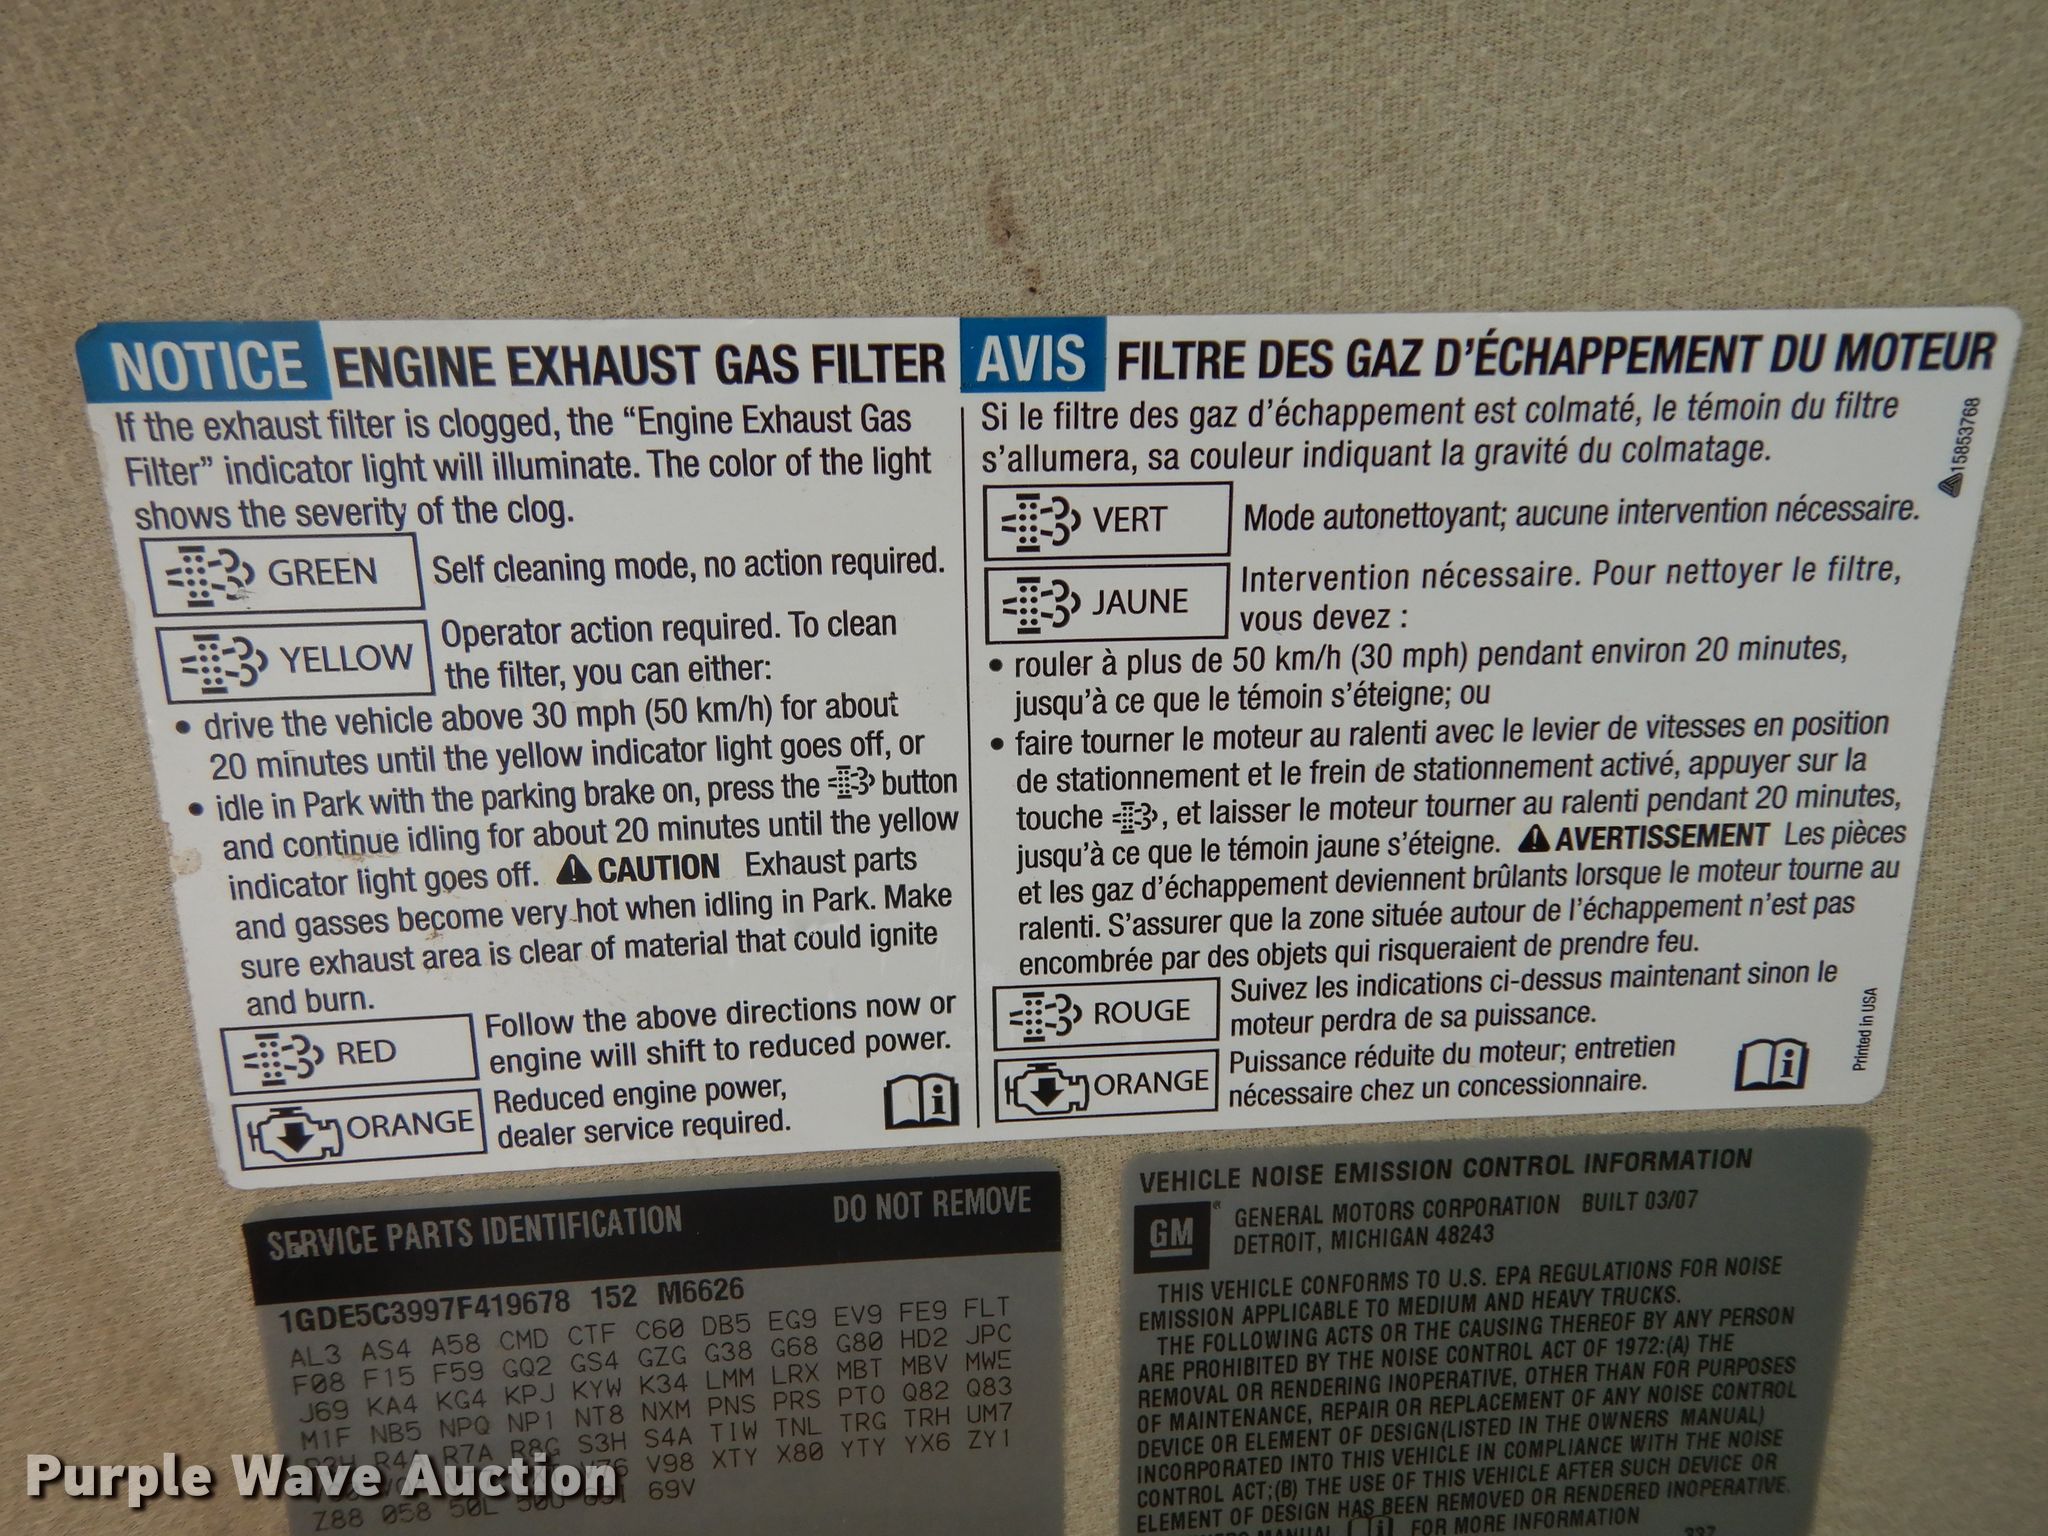 NOTICE ENGINE EXHAUST GAS FILTER
If the exhaust filter is clogged, the “Engine Exhaust Gas
Filter” indicator light will illuminate. The color of the light
shows the severity of the clog.
GREEN Self cleaning mode, no action required.
YELLOW Operator action required. To clean
the filter, you can either:
• drive the vehicle above 30 mph (50 km/h) for about
20 minutes until the yellow indicator light goes off, or
• idle in Park with the parking brake on, press the button
and continue idling for about 20 minutes until the yellow
indicator light goes off. CAUTION Exhaust parts
and gasses become very hot when idling in Park. Make
sure exhaust area is clear of material that could ignite
and burn.
RED Follow the above directions now or
engine will shift to reduced power.
ORANGE Reduced engine power,
dealer service required.
AVIS FILTRE DES GAZ D'ÉCHAPPEMENT DU MOTEUR
Si le filtre des gaz d'échappement est colmaté, le témoin du filtre
s'allumera, sa couleur indiquant la gravité du colmatage.
VERT Mode autonettoyant; aucune intervention nécessaire.
JAUNE Intervention nécessaire. Pour nettoyer le filtre,
vous devez :
• rouler à plus de 50 km/h (30 mph) pendant environ 20 minutes,
jusqu'à ce que le témoin s'éteigne; ou
• faire tourner le moteur au ralenti avec le levier de vitesses en position
de stationnement et le frein de stationnement activé, appuyer sur la
touche , et laisser le moteur tourner au ralenti pendant 20 minutes,
jusqu'à ce que le témoin jaune s'éteigne. AVERTISSEMENT Les pièces
et les gaz d'échappement deviennent brûlants lorsque le moteur tourne au
ralenti. S'assurer que la zone située autour de l'échappement n'est pas
encombrée par des objets qui risqueraient de prendre feu.
ROUGE Suivez les indications ci-dessus maintenant sinon le
moteur perdra de sa puissance.
ORANGE Puissance réduite du moteur; entretien
nécessaire chez un concessionnaire.
15853768
Printed in USA
SERVICE PARTS IDENTIFICATION DO NOT REMOVE
1GDE5C3997F419678 152 M6626
AL3 AS4 A58 CMD CTF C60 DB5 EG9 EV9 FE9 FLT
F08 F15 F59 GQ2 GS4 GZG G38 G68 G80 HD2 JPC
J69 KA4 KG4 KPJ KYW K34 LMM LRX MBT MBV MWE
M1F NB5 NPQ NP1 NT8 NXM PNS PRS PTO Q82 Q83
R4A R7A R8G S3H S4A TIW TNL TRG TRH UM7
V76 V98 XTY X80 YTY YX6 ZY1
Z88 058 50L 50U 69V
VEHICLE NOISE EMISSION CONTROL INFORMATION
GM ® GENERAL MOTORS CORPORATION BUILT 03/07
DETROIT, MICHIGAN 48243
THIS VEHICLE CONFORMS TO U.S. EPA REGULATIONS FOR NOISE
EMISSION APPLICABLE TO MEDIUM AND HEAVY TRUCKS.
THE FOLLOWING ACTS OR THE CAUSING THEREOF BY ANY PERSON
ARE PROHIBITED BY THE NOISE CONTROL ACT OF 1972:(A) THE
REMOVAL OR RENDERING INOPERATIVE, OTHER THAN FOR PURPOSES
OF MAINTENANCE, REPAIR OR REPLACEMENT OF ANY NOISE CONTROL
DEVICE OR ELEMENT OF DESIGN(LISTED IN THE OWNERS MANUAL)
INCORPORATED INTO THIS VEHICLE IN COMPLIANCE WITH THE NOISE
CONTROL ACT;(B) THE USE OF THIS VEHICLE AFTER SUCH DEVICE OR
ELEMENT OF DESIGN HAS BEEN REMOVED OR RENDERED INOPERATIVE.
MANUAL FOR MORE INFORMATION
Purple Wave Auction